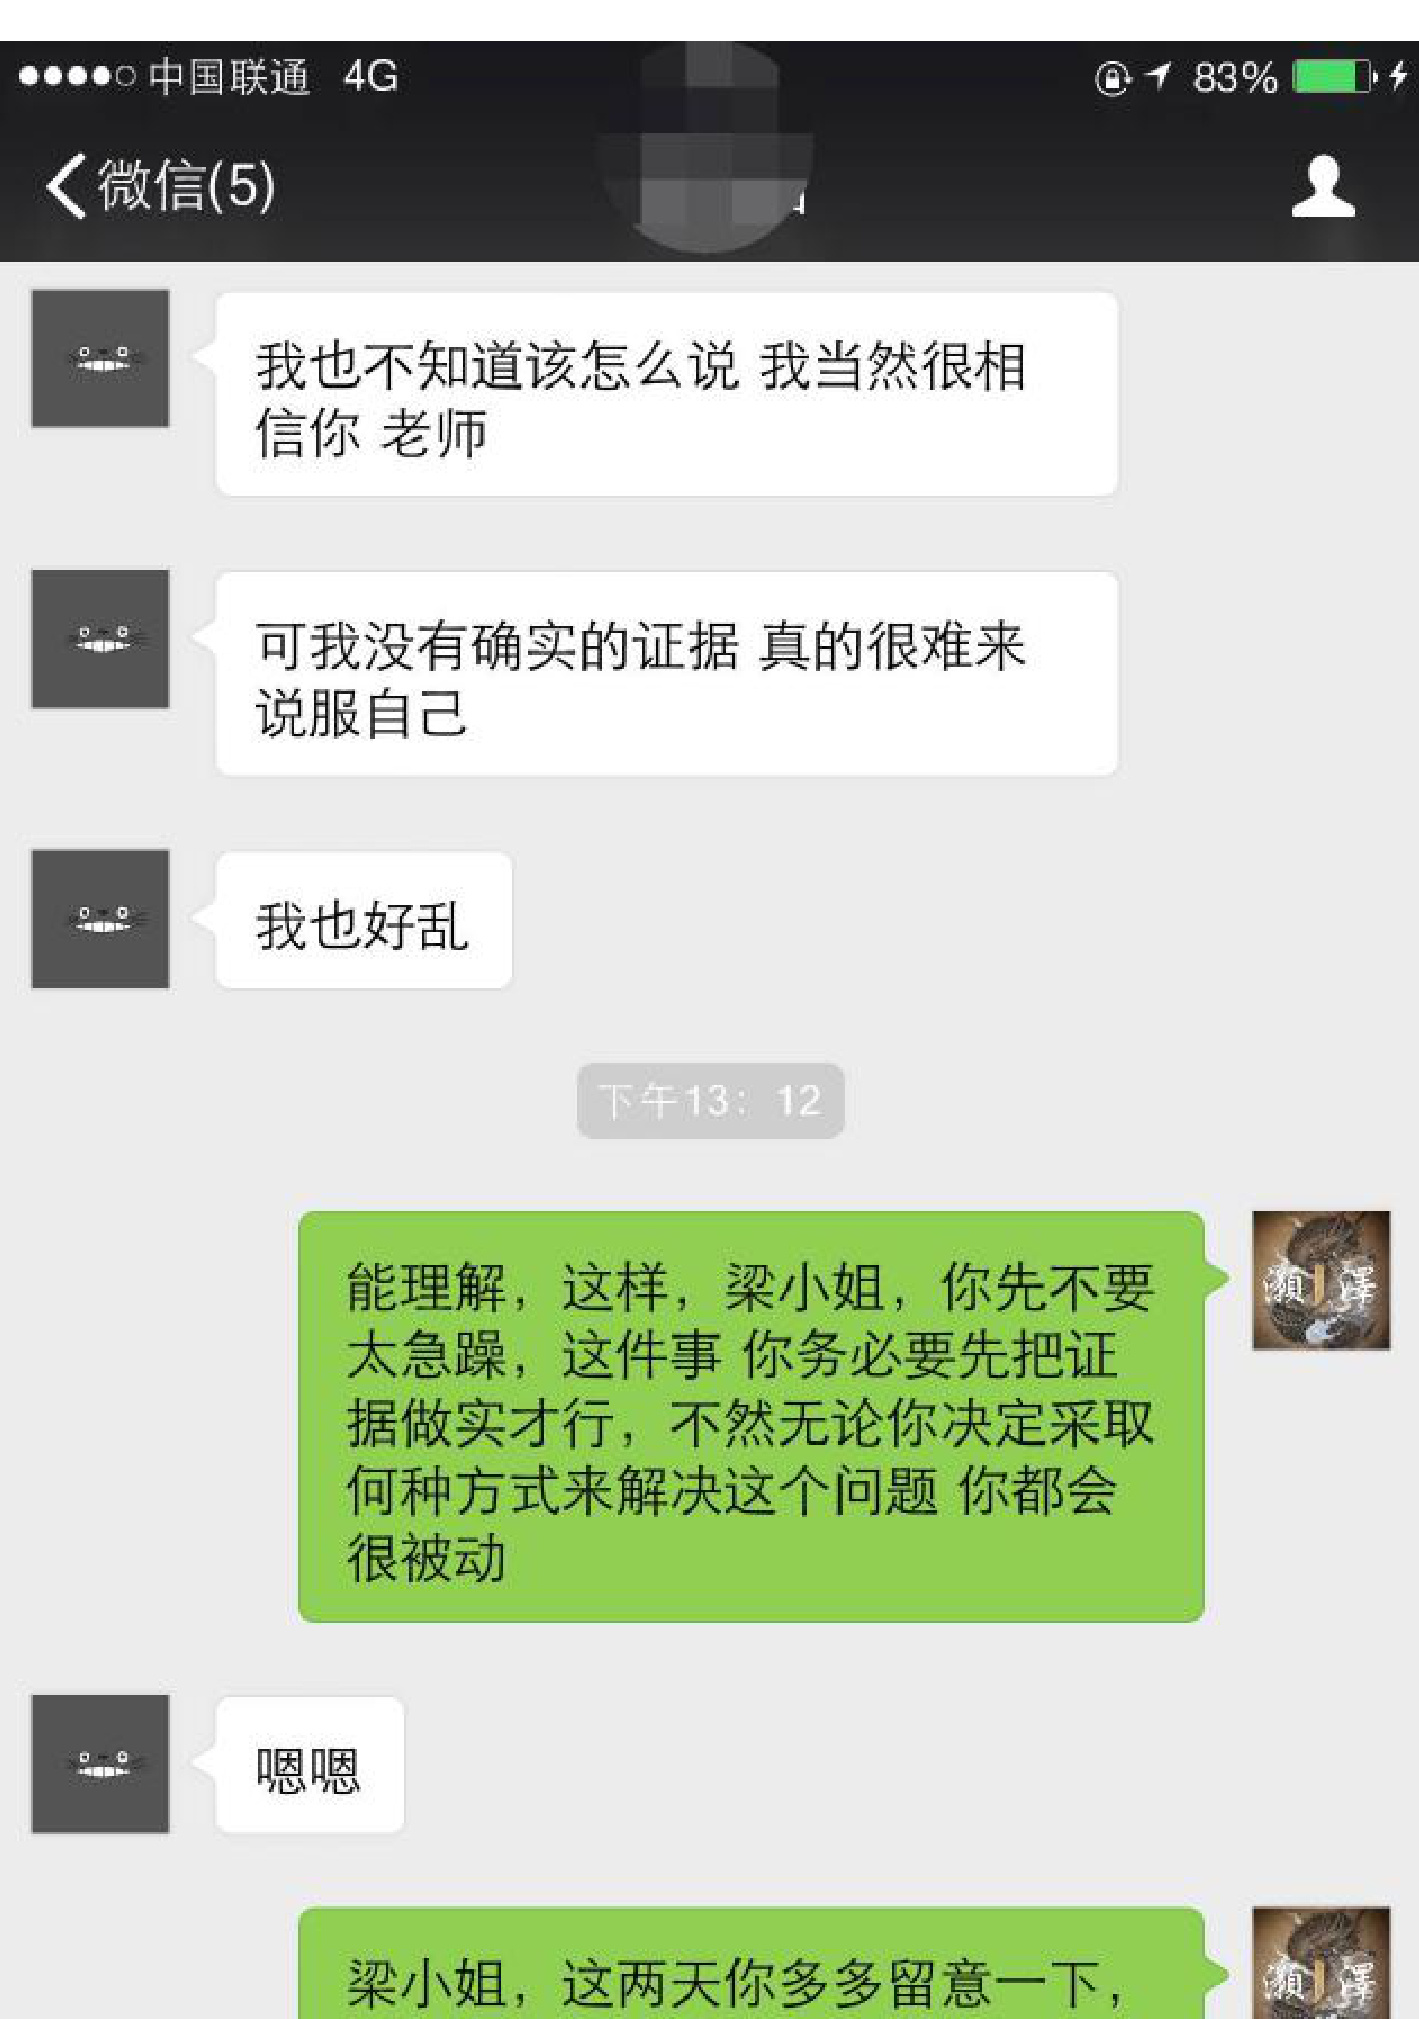 中国联通 4G 83%
微信(5)
我也不知道该怎么说 我当然很相
信你 老师
可我没有确实的证据 真的很难来
说服自己
我也好乱
下午13：12
能理解，这样，梁小姐，你先不要
太急躁，这件事 你务必要先把证
据做实才行，不然无论你决定采取
何种方式来解决这个问题 你都会
很被动
瀬 澤
嗯嗯
梁小姐，这两天你多多留意一下，
瀬 澤